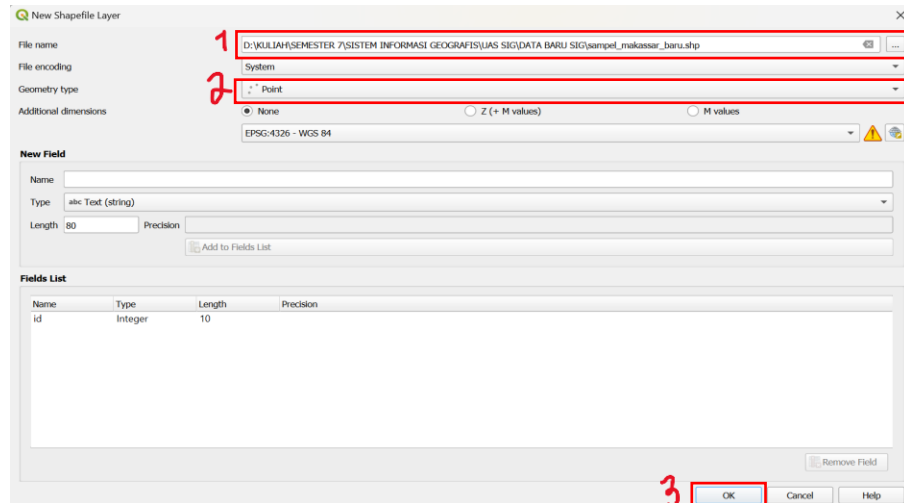 New Shapefile Layer
File name
1
D:\KULIAH\SEMESTER 7\SISTEM INFORMASI GEOGRAFIS\UAS SIG\DATA BARU SIG\sampel_makassar_baru.shp
...
File encoding
System
Geometry type
2
Point
Additional dimensions
None
Z (+ M values)
M values
EPSG:4326 - WGS 84
New Field
Name
Type
abc Text (string)
Length
80
Precision
Add to Fields List
Fields List
Name Type Length Precision
id Integer 10
Remove Field
3
OK
Cancel
Help